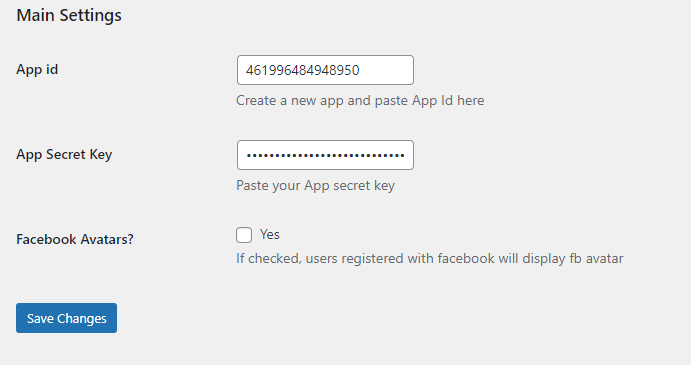 Main Settings
App id
461996484948950
Create a new app and paste App Id here
App Secret Key
••••••••••••••••••••••••••••
Paste your App secret key
Facebook Avatars?
Yes
If checked, users registered with facebook will display fb avatar
Save Changes